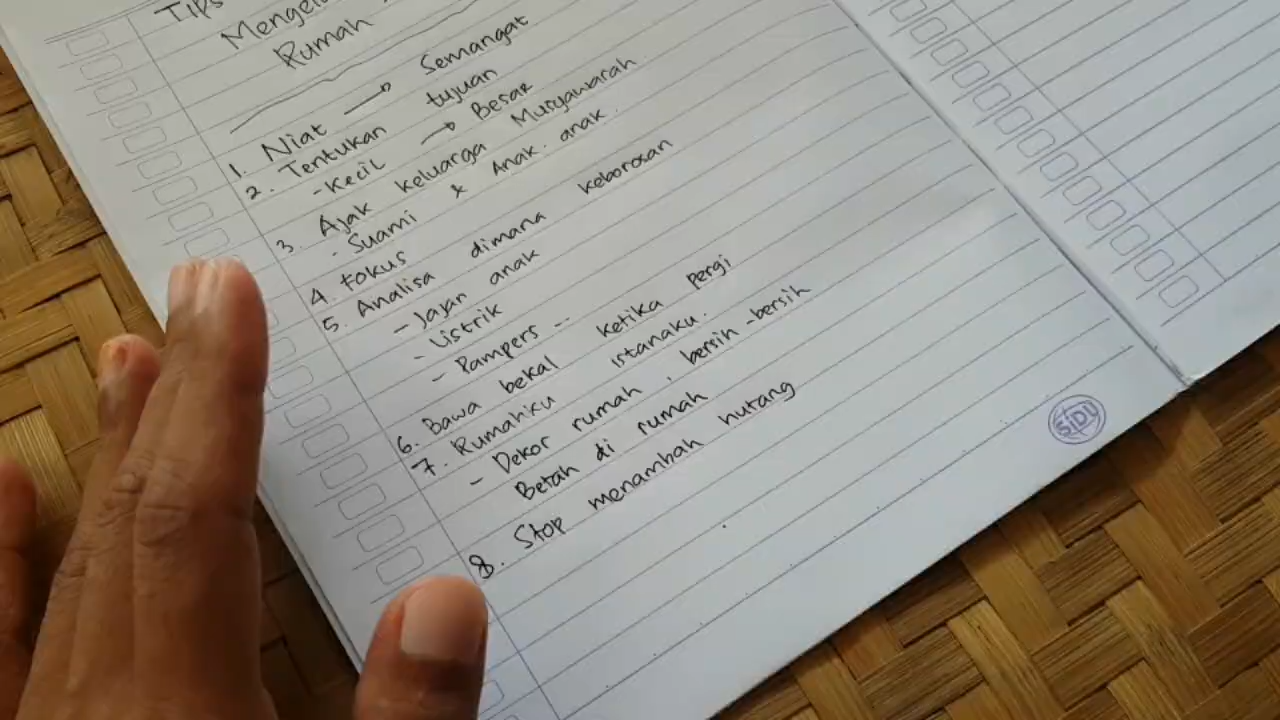 Tips
Rumah
1. Niat → Semangat
2. Tentukan tujuan
- Kecil → Besar
3. Ajak keluarga Musyawarah
- Suami & Anak-anak.
4. Fokus
5. Analisa dimana keborosan
- Jajan anak
- Listrik
- Pampers ...
6. Bawa bekal ketika pergi
7. Rumahku istanaku.
- Dekor rumah, bersih-bersih
Betah di rumah
8. Stop menambah hutang
SIDU